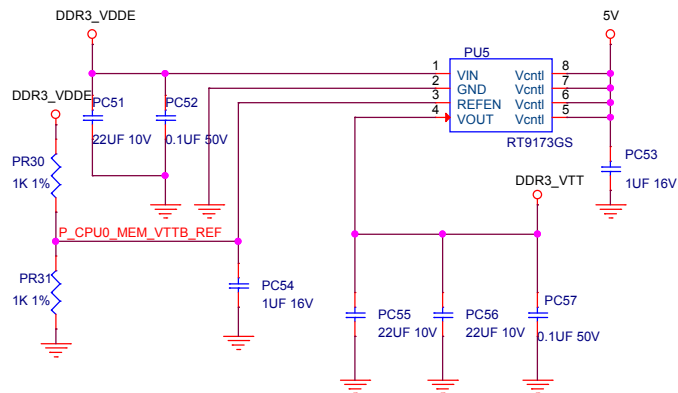 DDR3_VDDE
5V
PU5
1 VIN Vcntl 8
2 GND Vcntl 7
3 REFEN Vcntl 6
4 VOUT Vcntl 5
RT9173GS
DDR3_VDDE
PC51
22UF 10V
PC52
0.1UF 50V
PR30
1K 1%
PC53
1UF 16V
DDR3_VTT
P_CPU0_MEM_VTTB_REF
PR31
1K 1%
PC54
1UF 16V
PC55
22UF 10V
PC56
22UF 10V
PC57
0.1UF 50V